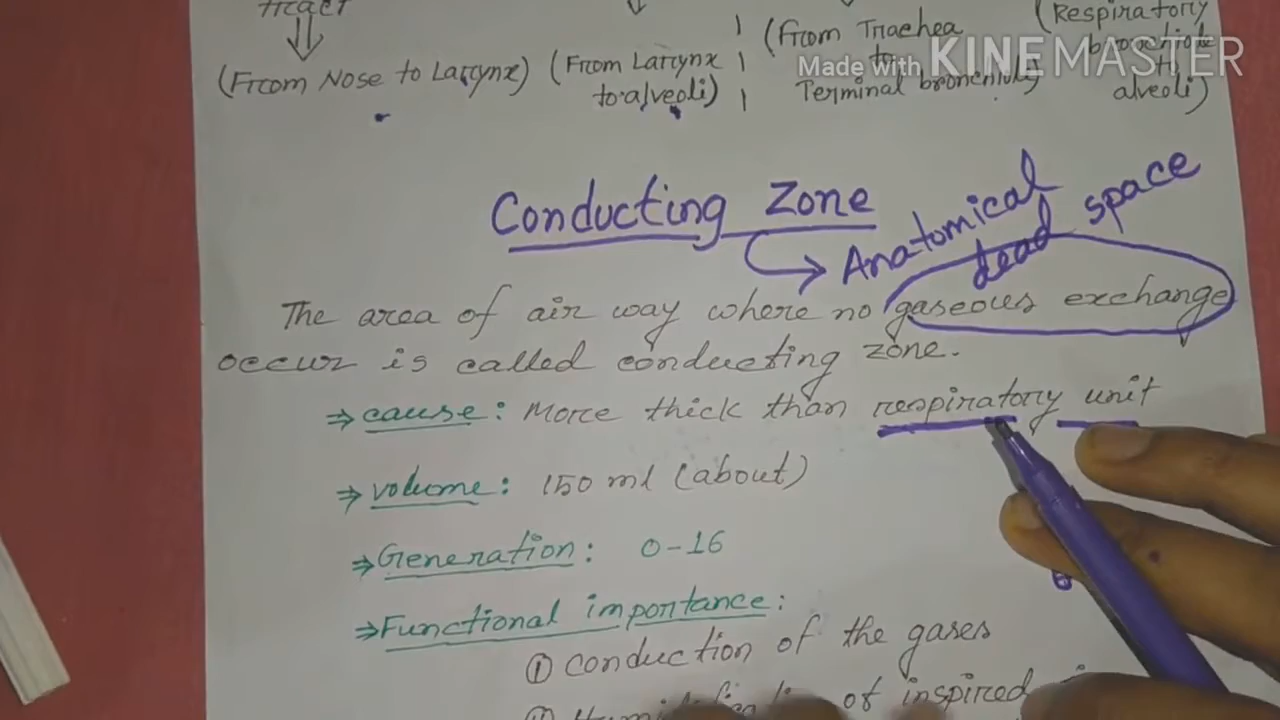 tract
(Respiratory
(From Nose to Larynx) (From Larynx
to alveoli)
(From Trachea
to
Terminal bronchiole)
bronchiole
to
alveoli)
Made with KINEMASTER
Conducting Zone
Anatomical
dead space
The area of air way where no gaseous exchange
occur is called conducting zone.
⇒ cause: More thick than respiratory unit
⇒ volume: 150 ml (about)
⇒ Generation: 0-16
⇒ Functional importance:
① Conduction of the gases
of inspired